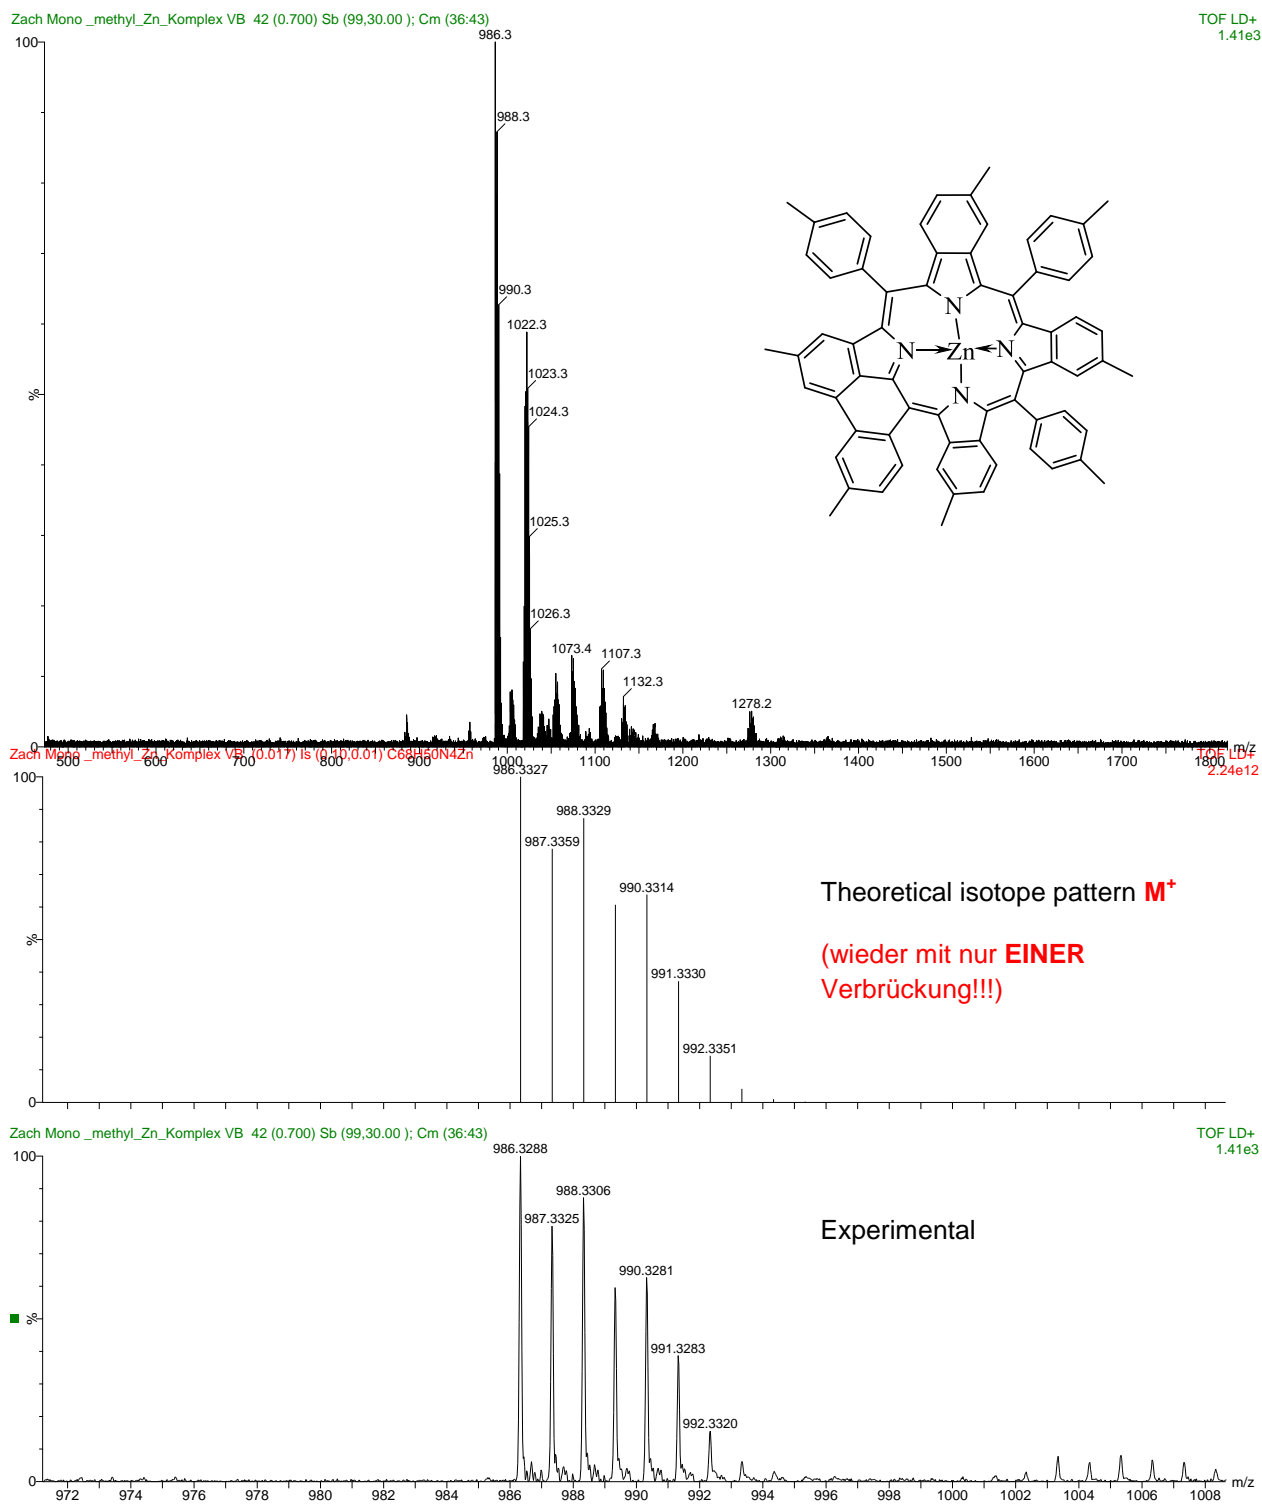 Zach Mono _methyl_Zn_Komplex VB 42 (0.700) Sb (99,30.00 ); Cm (36:43)
TOF LD+
1.41e3
100
%
0
986.3
988.3
990.3
1022.3
1023.3
1024.3
1025.3
1026.3
1073.4
1107.3
1132.3
1278.2
N
N
Zn
N
N
500 600 700 800 900 1000 1100 1200 1300 1400 1500 1600 1700 1800
m/z
Zach Mono _methyl_Zn_Komplex VB (0.017) Is (0.10,0.01) C68H50N4Zn
TOF LD+
2.24e12
100
%
0
986.3327
987.3359
988.3329
990.3314
991.3330
992.3351
Theoretical isotope pattern M+
(wieder mit nur EINER
Verbrückung!!!)
Zach Mono _methyl_Zn_Komplex VB 42 (0.700) Sb (99,30.00 ); Cm (36:43)
TOF LD+
1.41e3
100
%
0
986.3288
987.3325
988.3306
990.3281
991.3283
992.3320
Experimental
972 974 976 978 980 982 984 986 988 990 992 994 996 998 1000 1002 1004 1006 1008
m/z